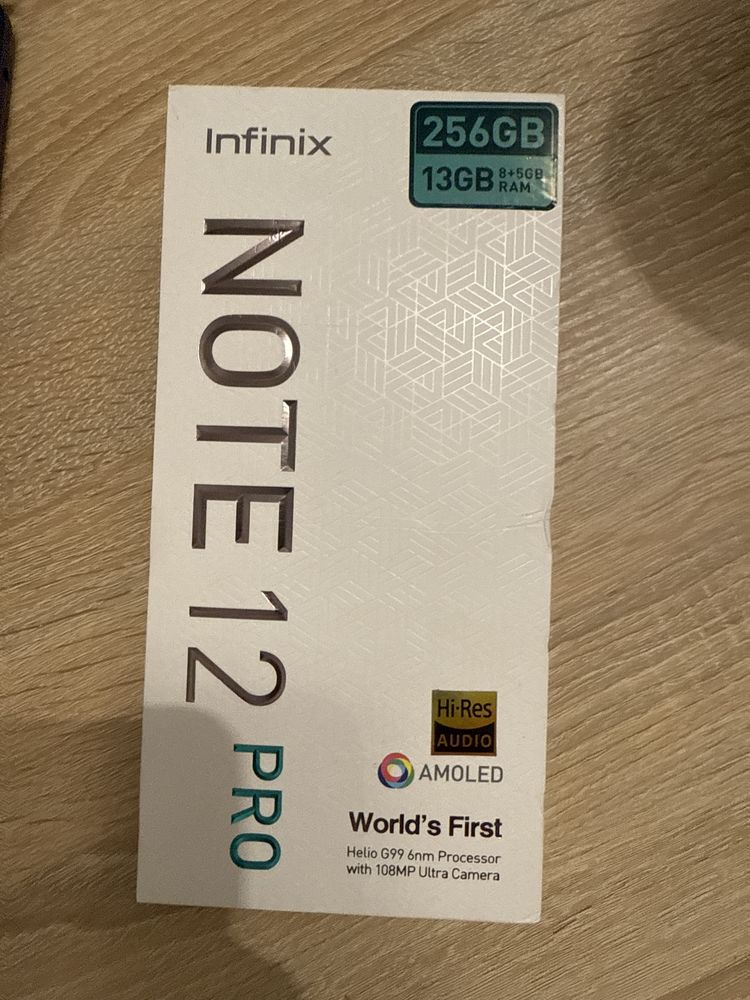 Infinix
256GB
13GB 8+5GB RAM
NOTE 12 PRO
Hi-Res
AUDIO
AMOLED
World's First
Helio G99 6nm Processor
with 108MP Ultra Camera